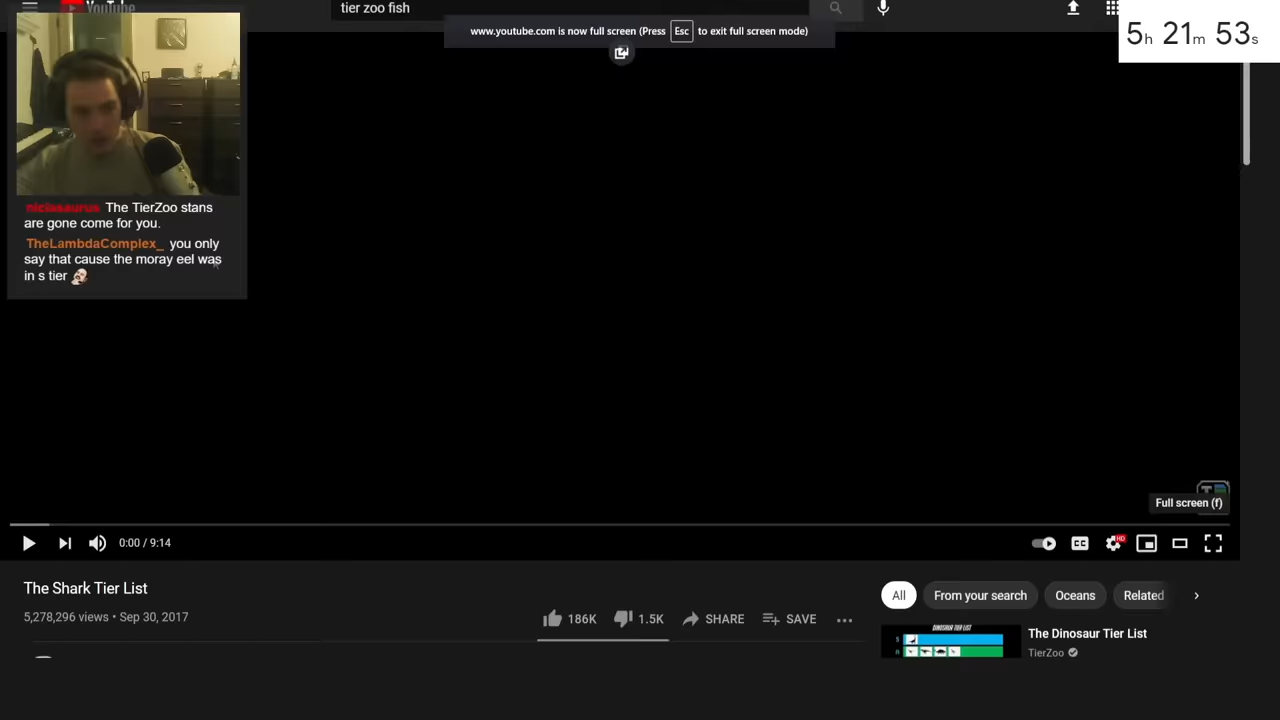 YouTube
tier zoo fish
www.youtube.com is now full screen (Press Esc to exit full screen mode)
5h 21m 53s
niclasaurus The TierZoo stans
are gone come for you.
TheLambdaComplex_ you only
say that cause the moray eel was
in s tier
Full screen (f)
0:00 / 9:14
CC
HD
The Shark Tier List
5,278,296 views • Sep 30, 2017
186K
1.5K
SHARE
SAVE
All
From your search
Oceans
Related
DINOSAUR TIER LIST
S
The Dinosaur Tier List
TierZoo